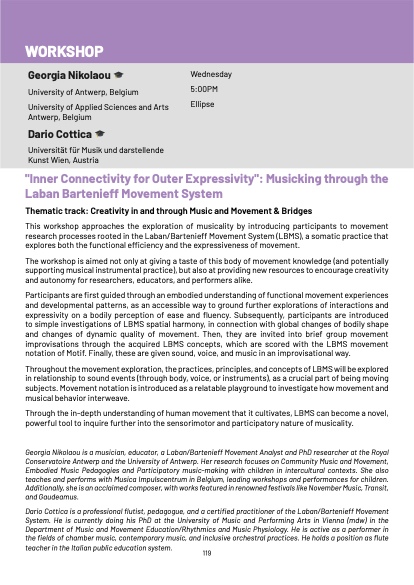 WORKSHOP
Georgia Nikolaou
University of Antwerp, Belgium
University of Applied Sciences and Arts
Antwerp, Belgium
Dario Cottica
Universität für Musik und darstellende
Kunst Wien, Austria
Wednesday
5:00PM
Ellipse
"Inner Connectivity for Outer Expressivity": Musicking through the
Laban Bartenieff Movement System
Thematic track: Creativity in and through Music and Movement & Bridges
This workshop approaches the exploration of musicality by introducing participants to movement
research processes rooted in the Laban/Bartenieff Movement System (LBMS), a somatic practice that
explores both the functional efficiency and the expressiveness of movement.
The workshop is aimed not only at giving a taste of this body of movement knowledge (and potentially
supporting musical instrumental practice), but also at providing new resources to encourage creativity
and autonomy for researchers, educators, and performers alike.
Participants are first guided through an embodied understanding of functional movement experiences
and developmental patterns, as an accessible way to ground further explorations of interactions and
expressivity on a bodily perception of ease and fluency. Subsequently, participants are introduced
to simple investigations of LBMS spatial harmony, in connection with global changes of bodily shape
and changes of dynamic quality of movement. Then, they are invited into brief group movement
improvisations through the acquired LBMS concepts, which are scored with the LBMS movement
notation of Motif. Finally, these are given sound, voice, and music in an improvisational way.
Throughout the movement exploration, the practices, principles, and concepts of LBMS will be explored
in relationship to sound events (through body, voice, or instruments), as a crucial part of being moving
subjects. Movement notation is introduced as a relatable playground to investigate how movement and
musical behavior interweave.
Through the in-depth understanding of human movement that it cultivates, LBMS can become a novel,
powerful tool to inquire further into the sensorimotor and participatory nature of musicality.
Georgia Nikolaou is a musician, educator, a Laban/Bartenieff Movement Analyst and PhD researcher at the Royal
Conservatoire Antwerp and the University of Antwerp. Her research focuses on Community Music and Movement,
Embodied Music Pedagogies and Participatory music-making with children in intercultural contexts. She also
teaches and performs with Musica Impulscentrum in Belgium, leading workshops and performances for children.
Additionally, she is an acclaimed composer, with works featured in renowned festivals like November Music, Transit,
and Gaudeamus.
Dario Cottica is a professional flutist, pedagogue, and a certified practitioner of the Laban/Bartenieff Movement
System. He is currently doing his PhD at the University of Music and Performing Arts in Vienna (mdw) in the
Department of Music and Movement Education/Rhythmics and Music Physiology. He is active as a performer in
the fields of chamber music, contemporary music, and inclusive orchestral practices. He holds a position as flute
teacher in the Italian public education system.
119